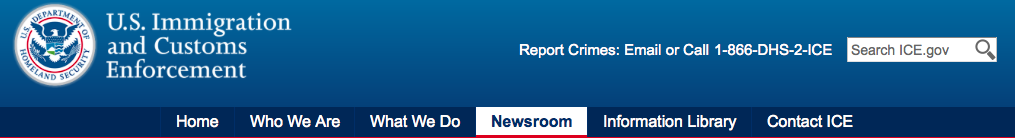 U.S. DEPARTMENT OF
HOMELAND SECURITY
U.S. Immigration
and Customs
Enforcement
Report Crimes: Email or Call 1-866-DHS-2-ICE
Search ICE.gov
Home
Who We Are
What We Do
Newsroom
Information Library
Contact ICE